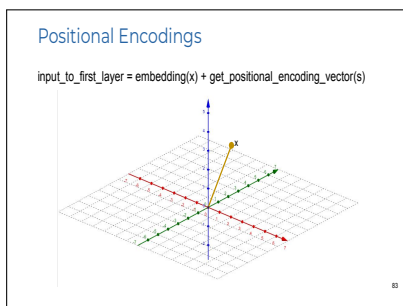 Positional Encodings
input_to_first_layer = embedding(x) + get_positional_encoding_vector(s)
X
83